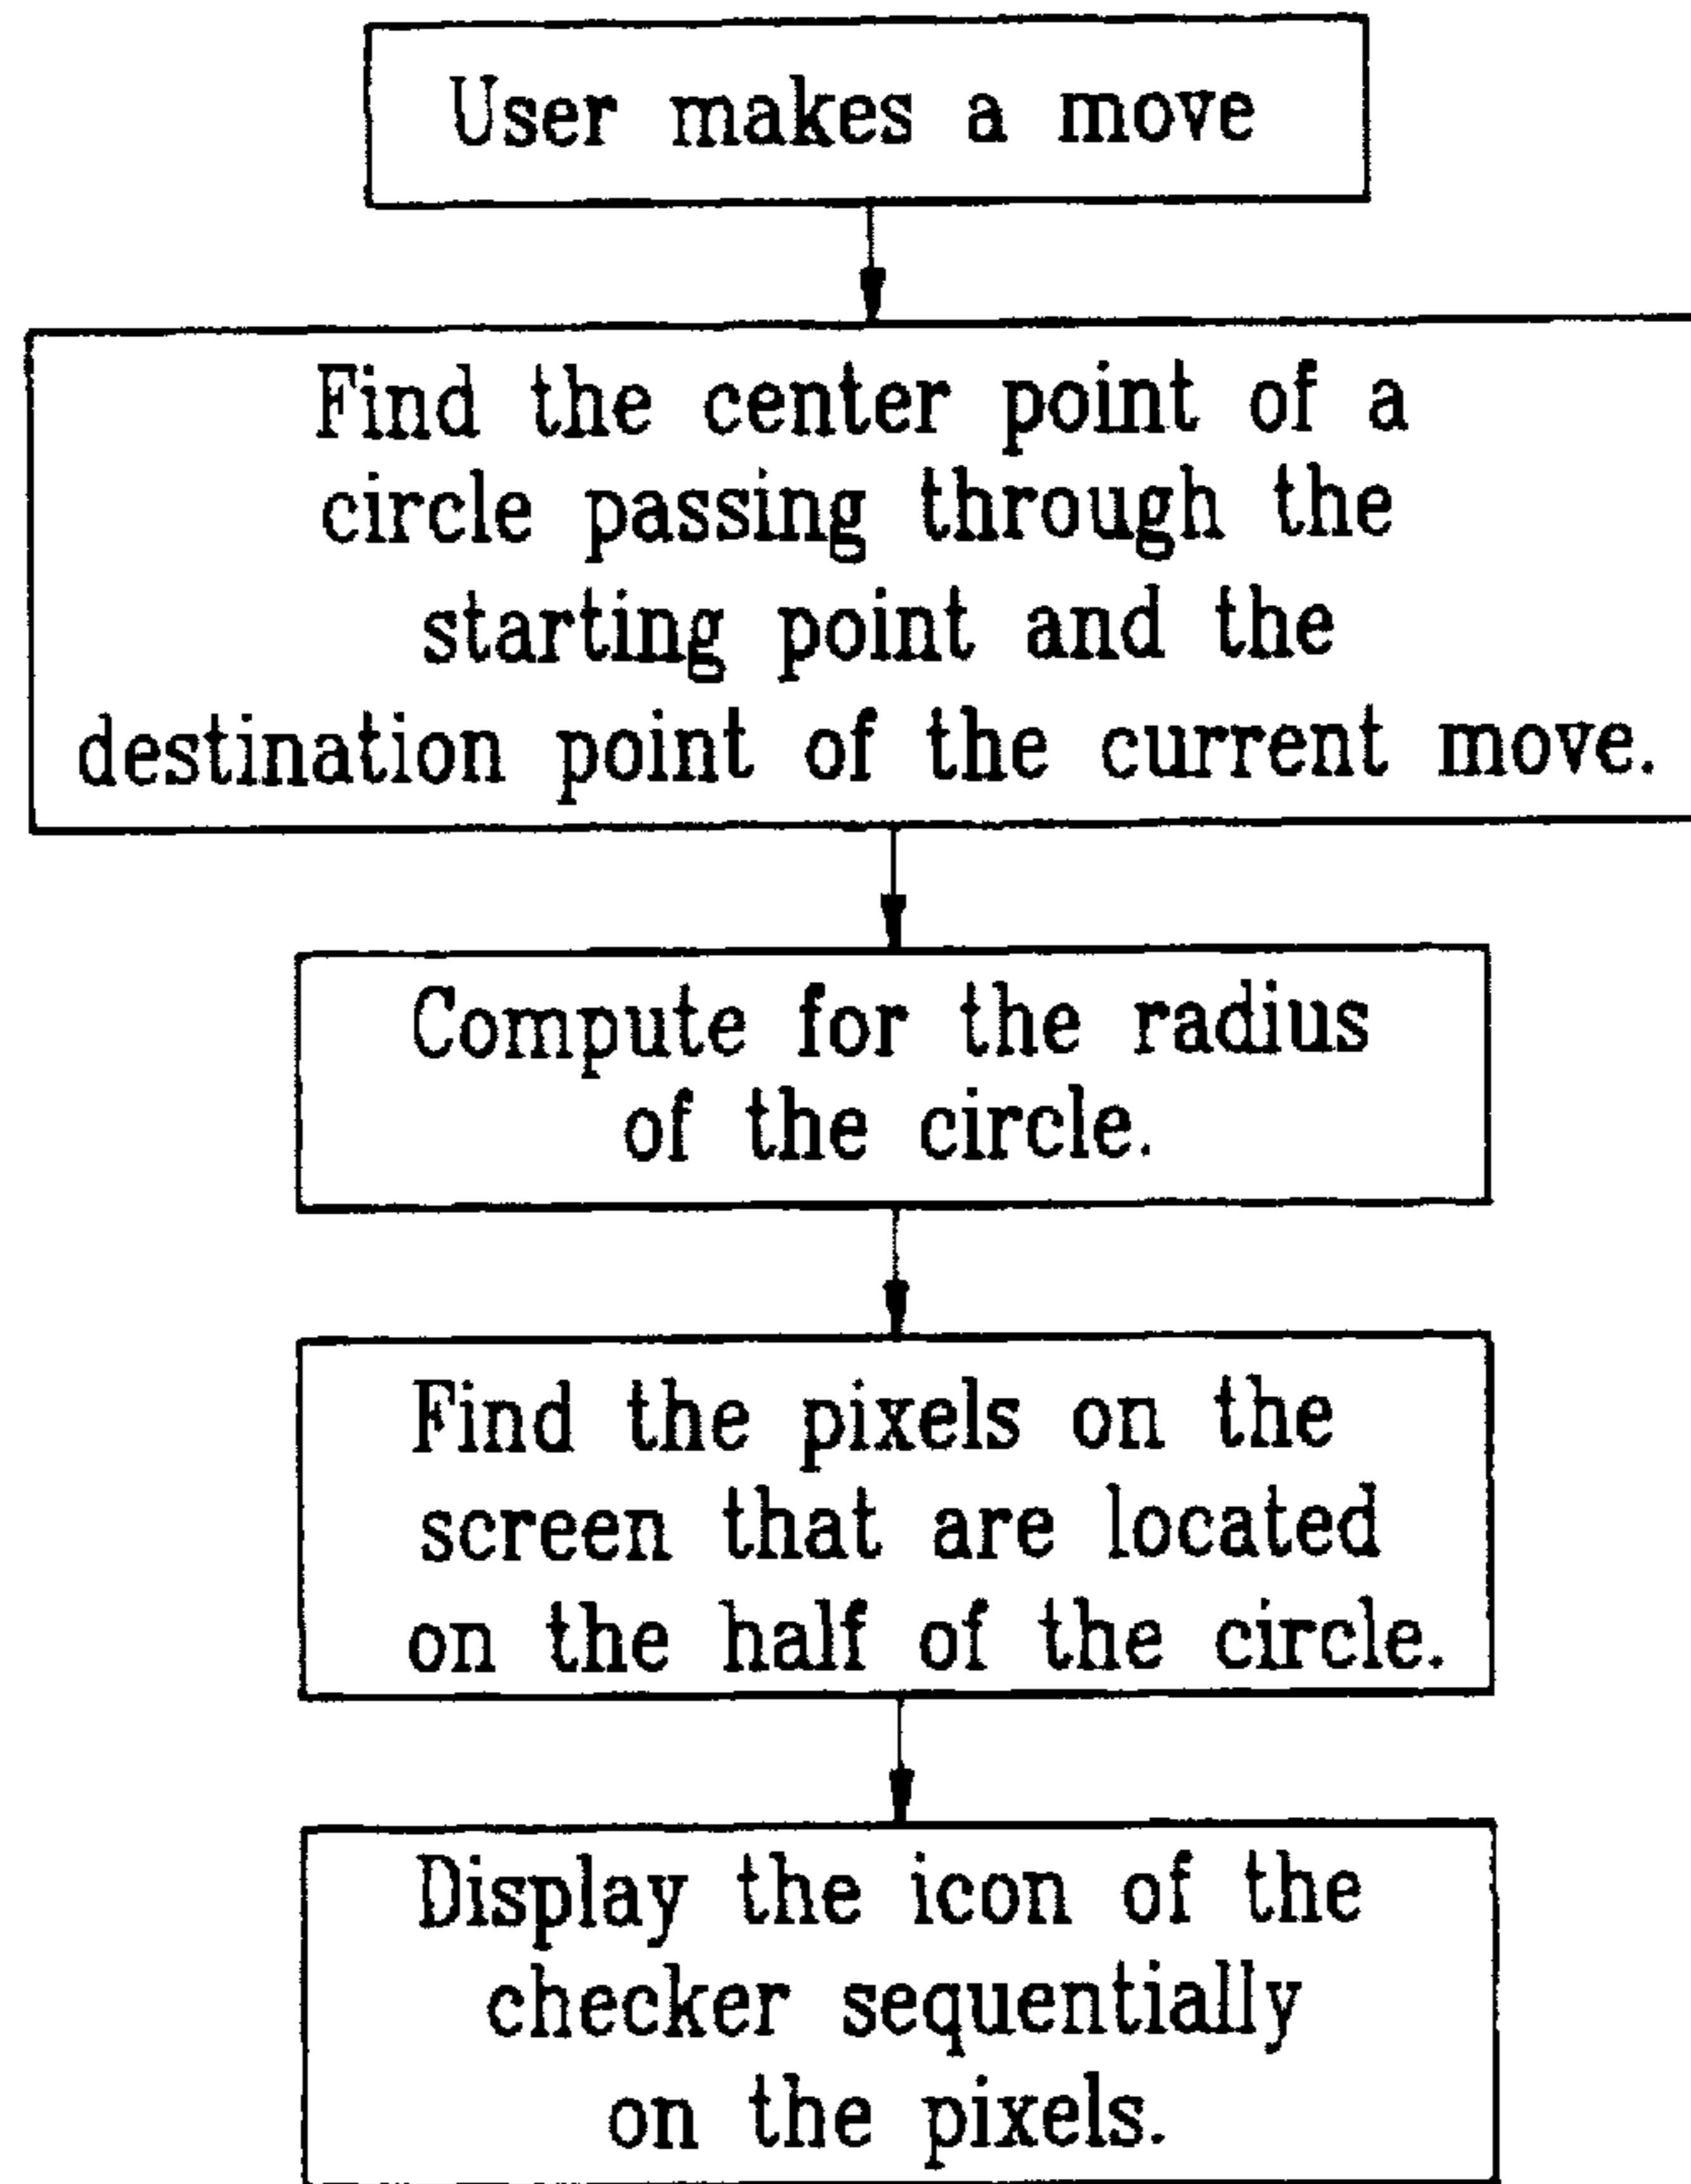 User makes a move
Find the center point of a
circle passing through the
starting point and the
destination point of the current move.
Compute for the radius
of the circle.
Find the pixels on the
screen that are located
on the half of the circle.
Display the icon of the
checker sequentially
on the pixels.